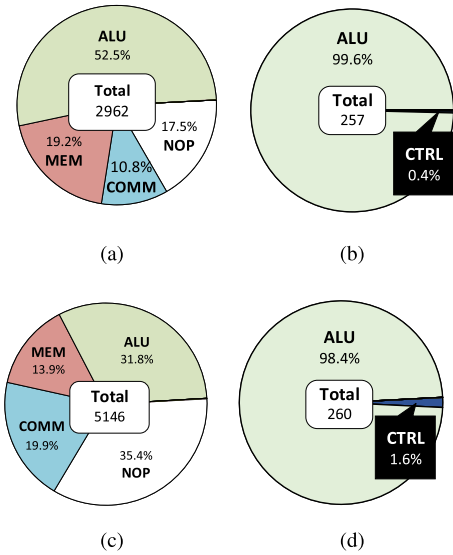 ALU
52.5%
Total
2962
17.5%
NOP
19.2%
MEM
10.8%
COMM
(a)
ALU
99.6%
Total
257
CTRL
0.4%
(b)
ALU
31.8%
MEM
13.9%
Total
5146
COMM
19.9%
35.4%
NOP
(c)
ALU
98.4%
Total
260
CTRL
1.6%
(d)